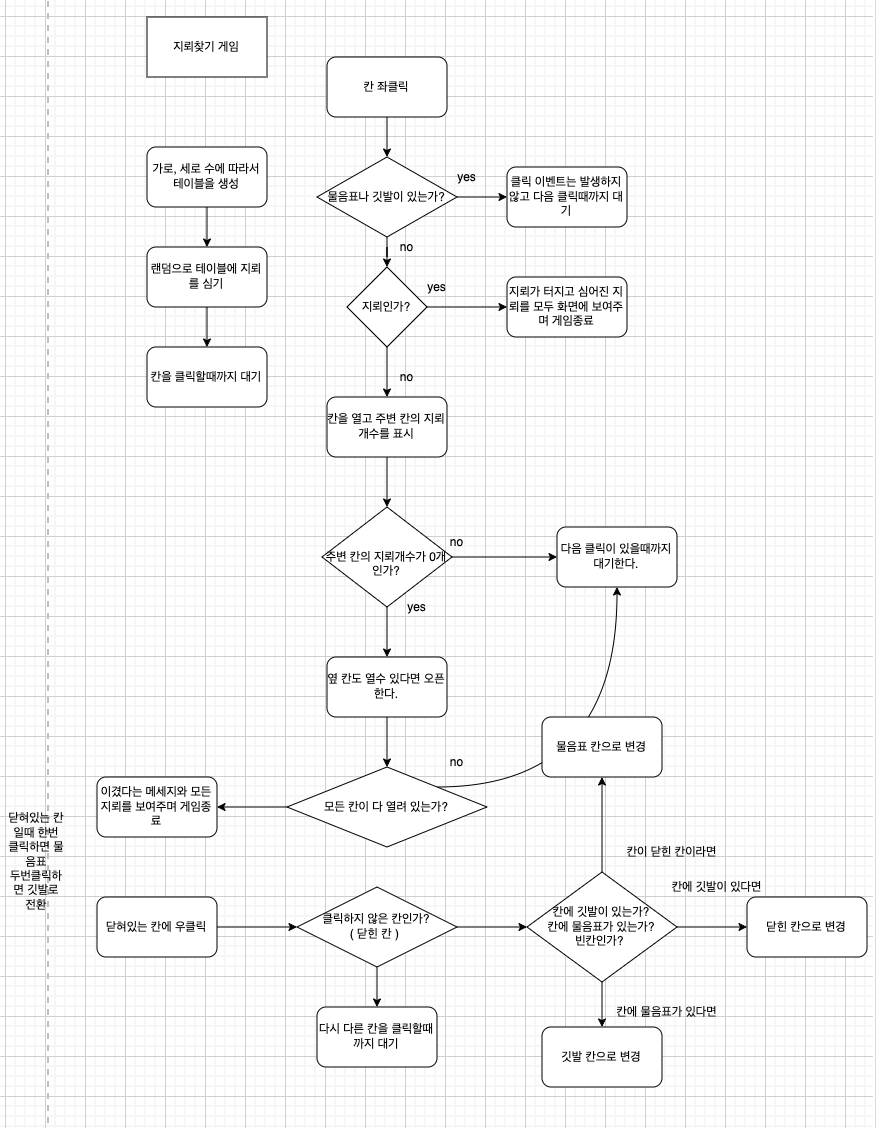 지뢰찾기 게임
칸 좌클릭
가로, 세로 수에 따라서
테이블을 생성
랜덤으로 테이블에 지뢰
를 심기
칸을 클릭할때까지 대기
물음표나 깃발이 있는가?
yes
클릭 이벤트는 발생하지
않고 다음 클릭때까지 대
기
no
지뢰인가?
yes
지뢰가 터지고 심어진 지
뢰를 모두 화면에 보여주
며 게임종료
no
칸을 열고 주변 칸의 지뢰
개수를 표시
주변 칸의 지뢰개수가 0개
인가?
no
다음 클릭이 있을때까지
대기한다.
yes
옆 칸도 열수 있다면 오픈
한다.
모든 칸이 다 열려 있는가?
no
이겼다는 메세지와 모든
지뢰를 보여주며 게임종
료
닫혀있는 칸
일때 한번
클릭하면 물
음표
두번클릭하
면 깃발로
전환
닫혀있는 칸에 우클릭
클릭하지 않은 칸인가?
( 닫힌 칸 )
다시 다른 칸을 클릭할때
까지 대기
칸에 깃발이 있는가?
칸에 물음표가 있는가?
빈칸인가?
칸이 닫힌 칸이라면
물음표 칸으로 변경
칸에 깃발이 있다면
닫힌 칸으로 변경
칸에 물음표가 있다면
깃발 칸으로 변경